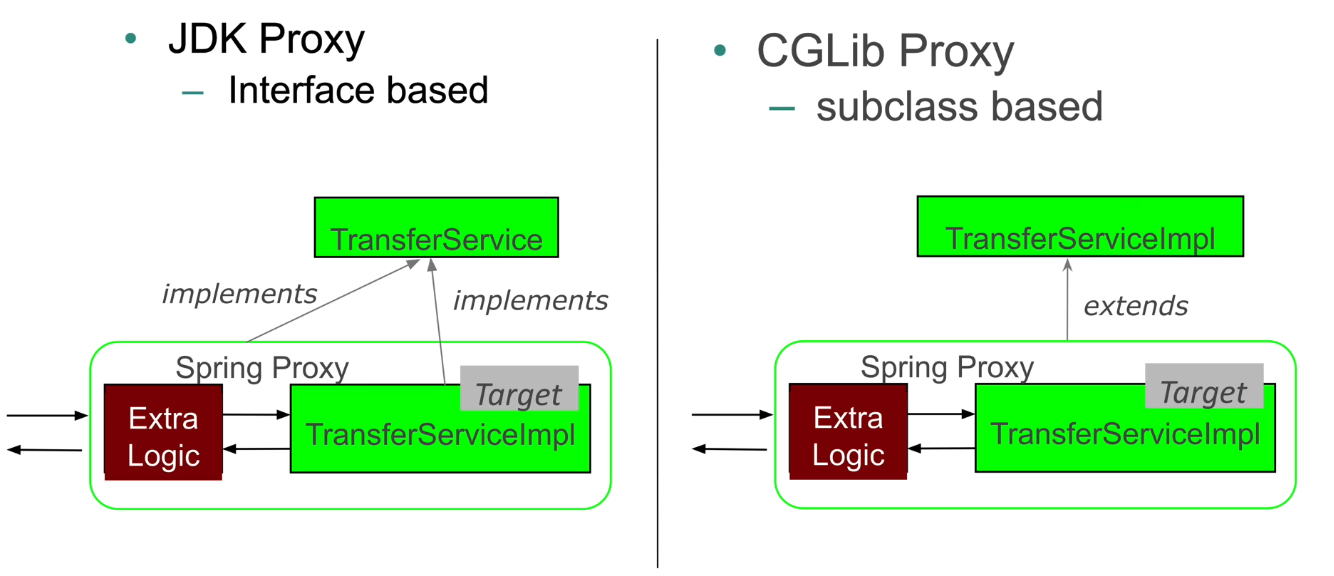 • JDK Proxy
– Interface based
TransferService
implements
implements
Spring Proxy
Target
Extra
Logic
TransferServiceImpl
• CGLib Proxy
– subclass based
TransferServiceImpl
extends
Spring Proxy
Target
Extra
Logic
TransferServiceImpl